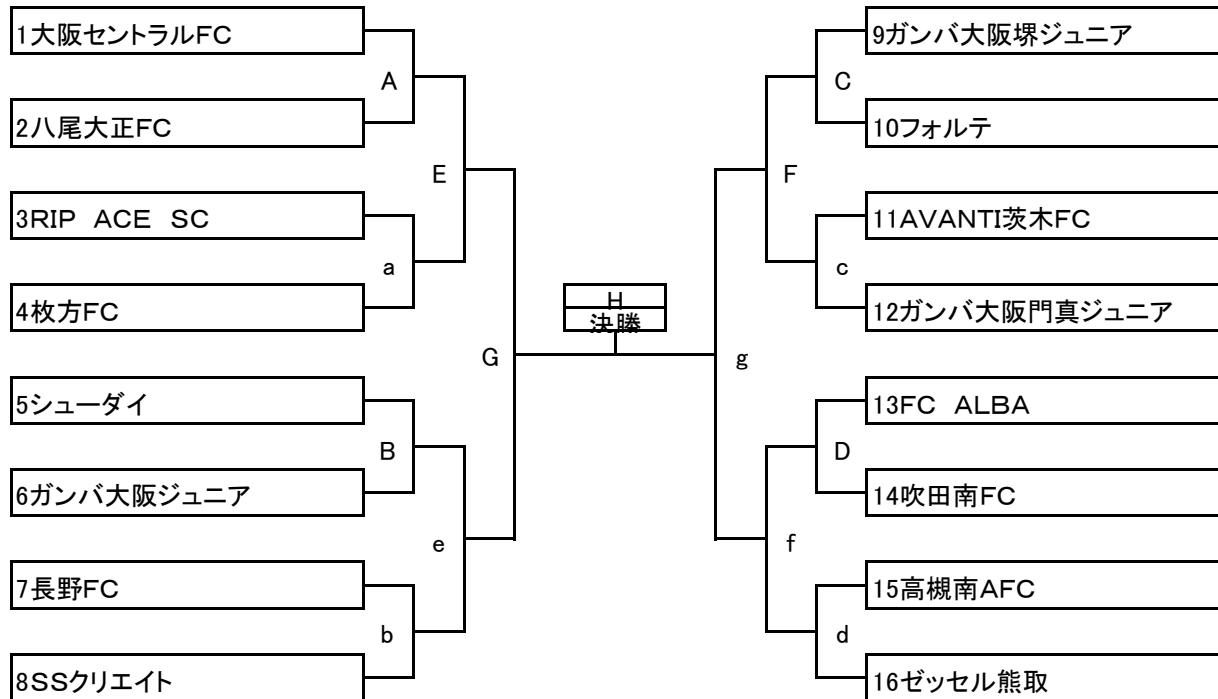 1大阪セントラルFC
A
2八尾大正FC
E
3RIP ACE SC
a
4枚方FC
G
5シューダイ
B
6ガンバ大阪ジュニア
e
7長野FC
b
8SSクリエイト
H
決勝
9ガンバ大阪堺ジュニア
C
10フォルテ
F
11AVANTI茨木FC
c
12ガンバ大阪門真ジュニア
g
13FC ALBA
D
14吹田南FC
f
15高槻南AFC
d
16ゼッセル熊取